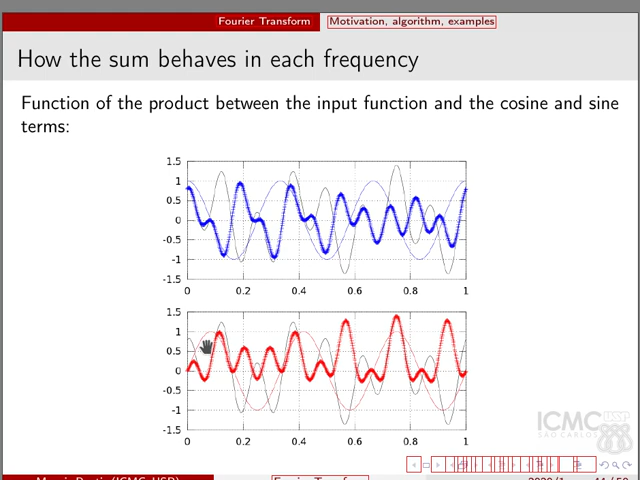 Fourier Transform
Motivation, algorithm, examples
How the sum behaves in each frequency
Function of the product between the input function and the cosine and sine
terms:
1.5
1
0.5
0
-0.5
-1
-1.5
0 0.2 0.4 0.6 0.8 1
1.5
1
0.5
0
-0.5
-1
-1.5
0.2 0.4 0.6 0.8 1
ICMC USP
SÃO CARLOS